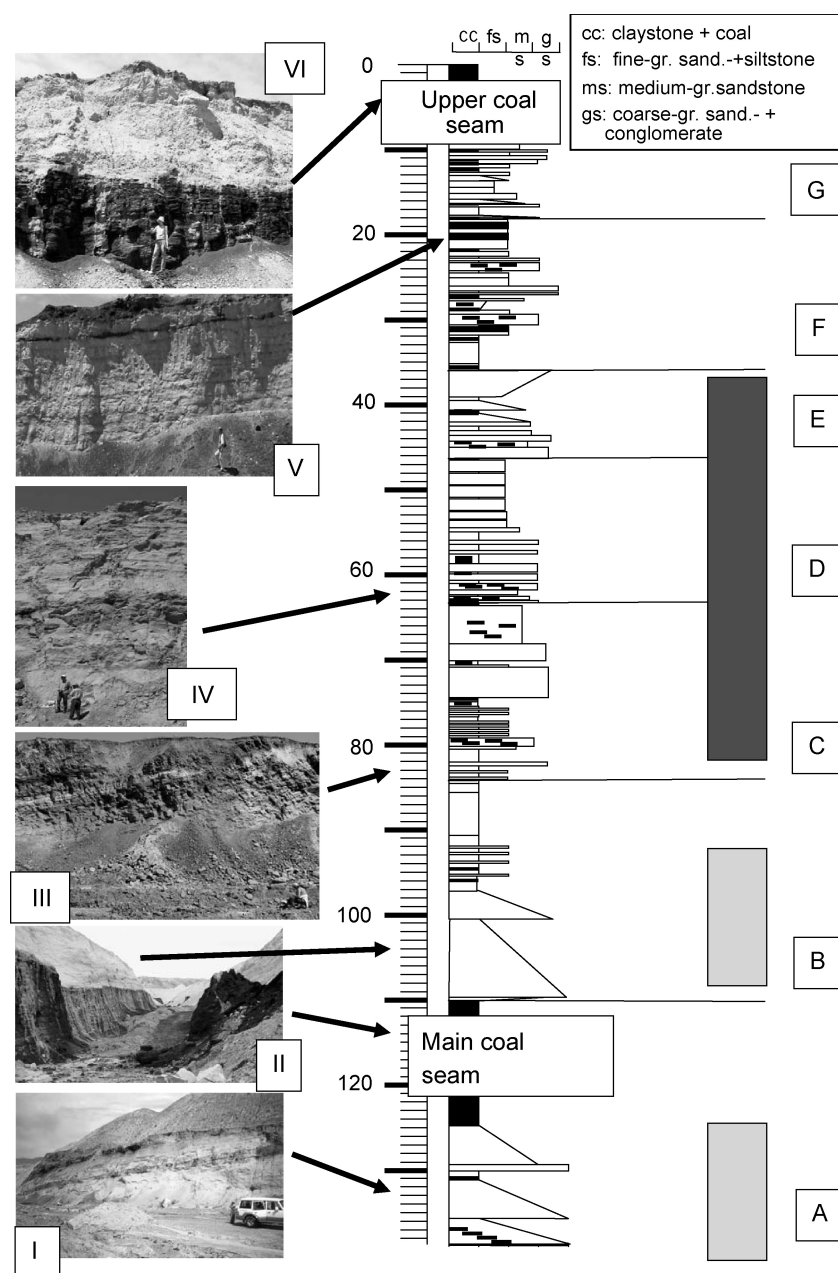 cc fs m g
s s
cc: claystone + coal
fs: fine-gr. sand.-+siltstone
ms: medium-gr.sandstone
gs: coarse-gr. sand.- +
conglomerate
VI
0
Upper coal
seam
G
20
V
F
40
E
60
D
IV
80
C
III
100
B
II
Main coal
seam
120
I
A